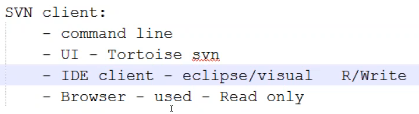 SVN client:
- command line
- UI - Tortoise svn
- IDE client - eclipse/visual R/Write
- Browser - used - Read only